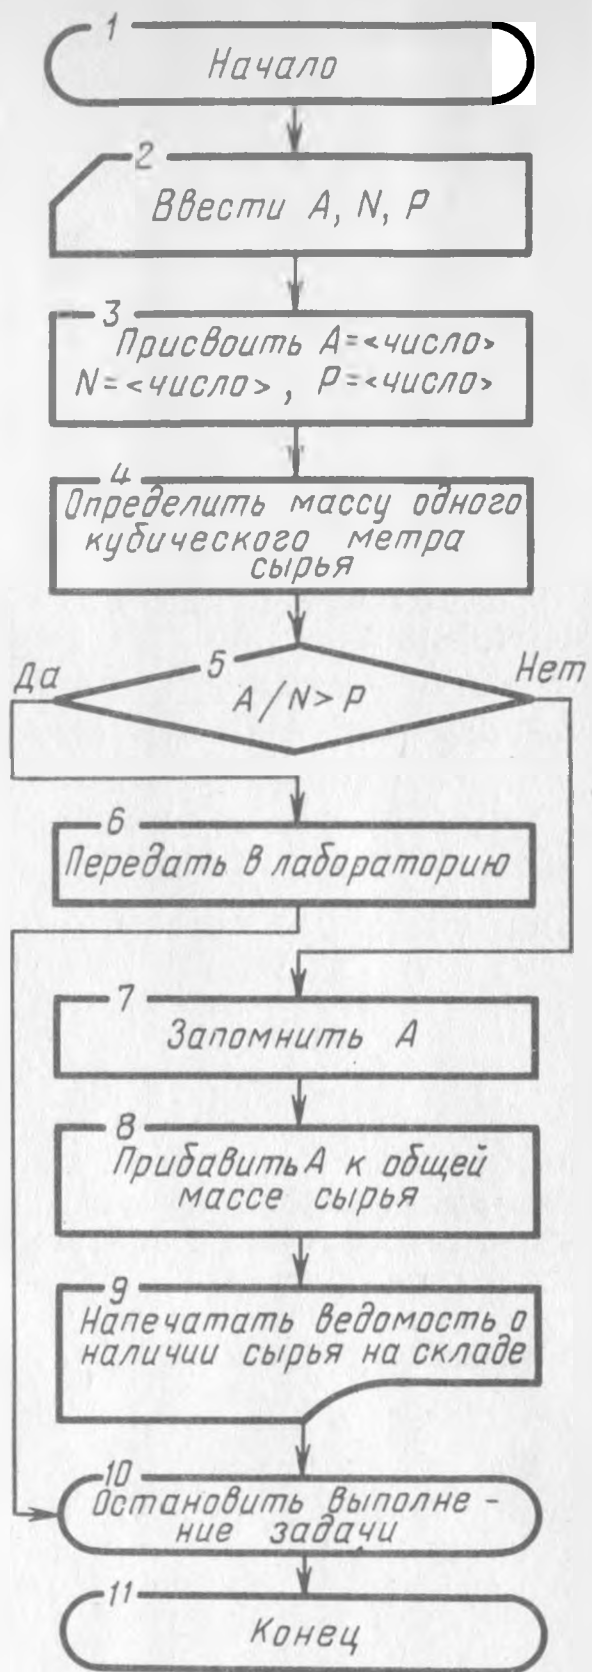 1
Начало
2
Ввести A, N, P
3
Присвоить A=<число>
N=<число>, P=<число>
4
Определить массу одного
кубического метра
сырья
Да
5
Нет
A/N>P
6
Передать в лабораторию
7
Запомнить A
8
Прибавить A к общей
массе сырья
9
Напечатать ведомость о
наличии сырья на складе
10
Остановить выполне-
ние задачи
11
Конец